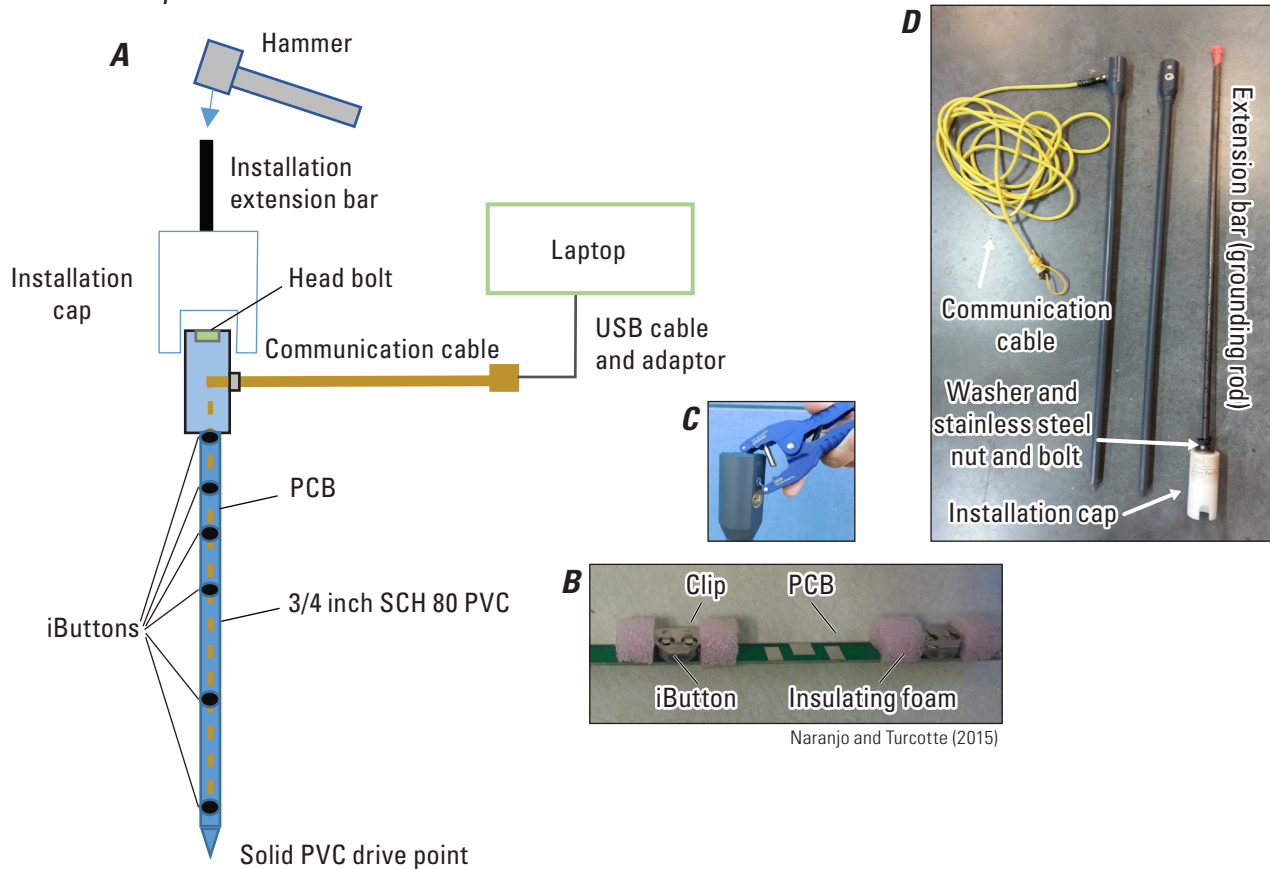 A
Hammer
Installation
extension bar
Installation
cap
Head bolt
Laptop
Communication cable
USB cable
and adaptor
PCB
3/4 inch SCH 80 PVC
iButtons
Solid PVC drive point
D
Extension bar (grounding rod)
Communication
cable
Washer and
stainless steel
nut and bolt
Installation cap
C
B
Clip
PCB
iButton
Insulating foam
Naranjo and Turcotte (2015)